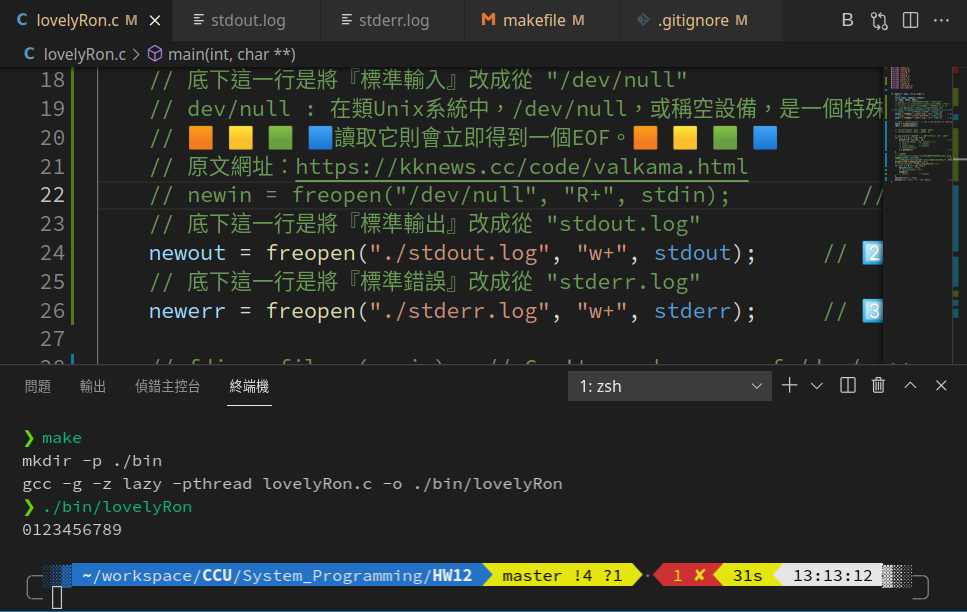 C lovelyRon.c M ✕ stdout.log stderr.log M makefile M .gitignore M B ···
C lovelyRon.c > main(int, char **)
18 // 底下這一行是將『標準輸入』改成從 "/dev/null"
19 // dev/null : 在類Unix系統中，/dev/null，或稱空設備，是一個特殊
20 // 🟧 🟨 🟩 🟦讀取它則會立即得到一個EOF。🟧 🟨 🟩 🟦
21 // 原文網址：https://kknews.cc/code/valkama.html
22 // newin = freopen("/dev/null", "R+", stdin); //
23 // 底下這一行是將『標準輸出』改成從 "stdout.log"
24 newout = freopen("./stdout.log", "w+", stdout); // 2️⃣
25 // 底下這一行是將『標準錯誤』改成從 "stderr.log"
26 newerr = freopen("./stderr.log", "w+", stderr); // 3️⃣
27
問題 輸出 偵錯主控台 終端機 1: zsh
❯ make
mkdir -p ./bin
gcc -g -z lazy -pthread lovelyRon.c -o ./bin/lovelyRon
❯ ./bin/lovelyRon
0123456789
~/workspace/CCU/System_Programming/HW12 master !4 ?1 1 ✘ 31s 13:13:12